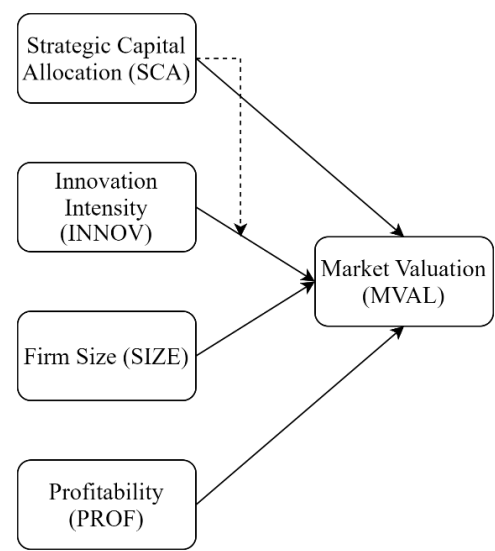 Strategic Capital
Allocation (SCA)
Innovation
Intensity
(INNOV)
Market Valuation
(MVAL)
Firm Size (SIZE)
Profitability
(PROF)